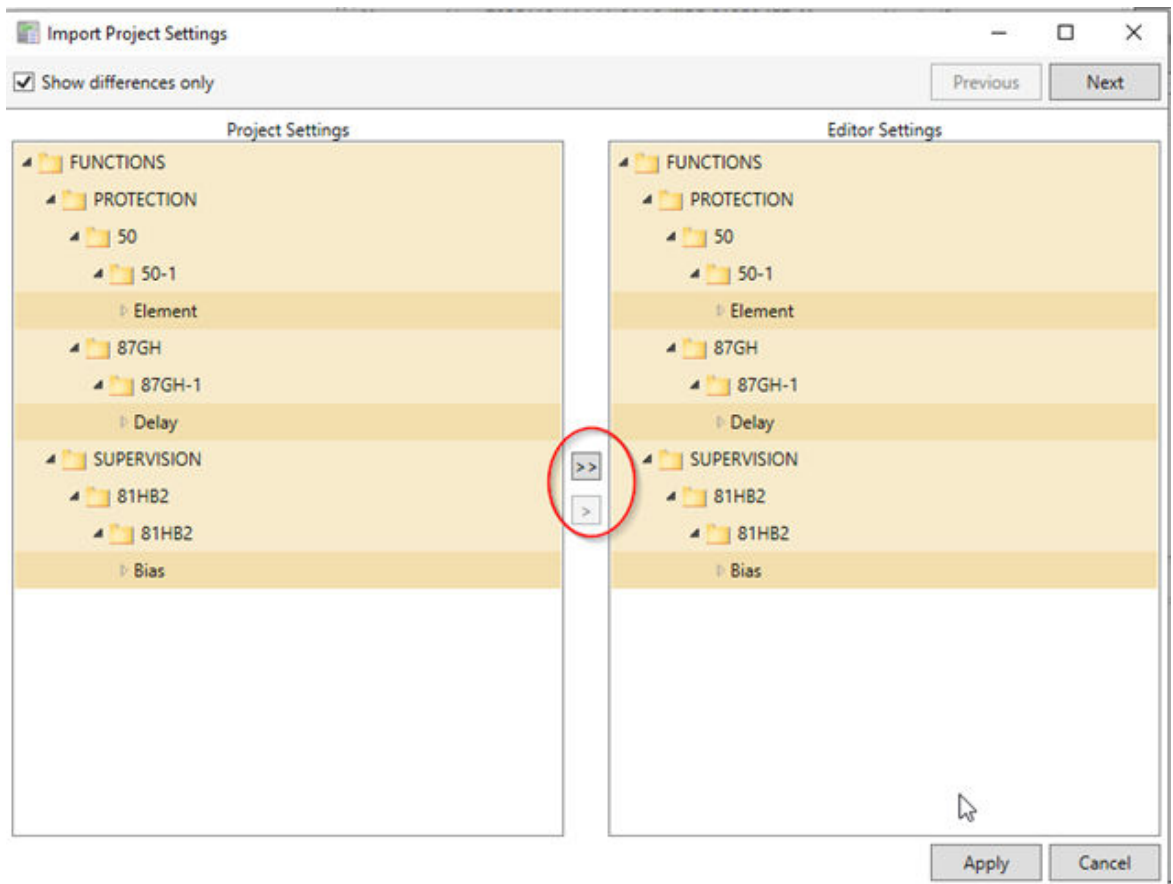 Import Project Settings
Show differences only
Previous
Next
Project Settings
FUNCTIONS
PROTECTION
50
50-1
Element
87GH
87GH-1
Delay
SUPERVISION
81HB2
81HB2
Bias
>>
>
Editor Settings
FUNCTIONS
PROTECTION
50
50-1
Element
87GH
87GH-1
Delay
SUPERVISION
81HB2
81HB2
Bias
Apply
Cancel